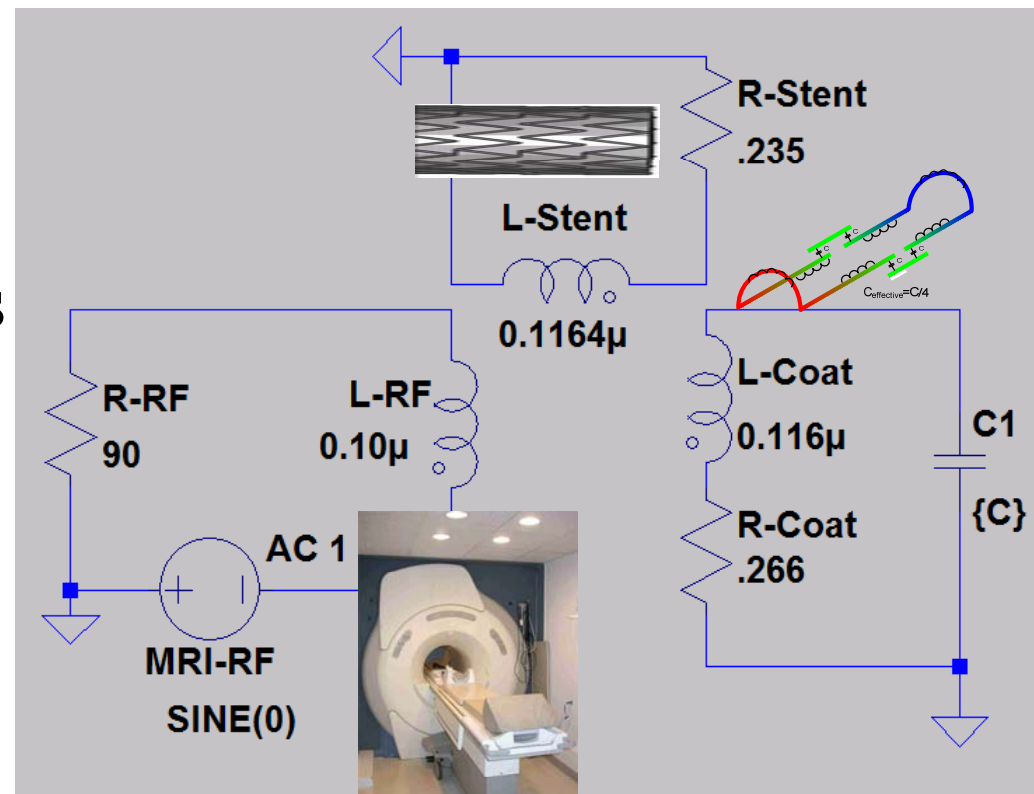 R-Stent
.235
L-Stent
0.1164µ
C
C
C
C
Ceffective=C/4
R-RF
90
L-RF
0.10µ
L-Coat
0.116µ
C1
{C}
R-Coat
.266
AC 1
MRI-RF
SINE(0)